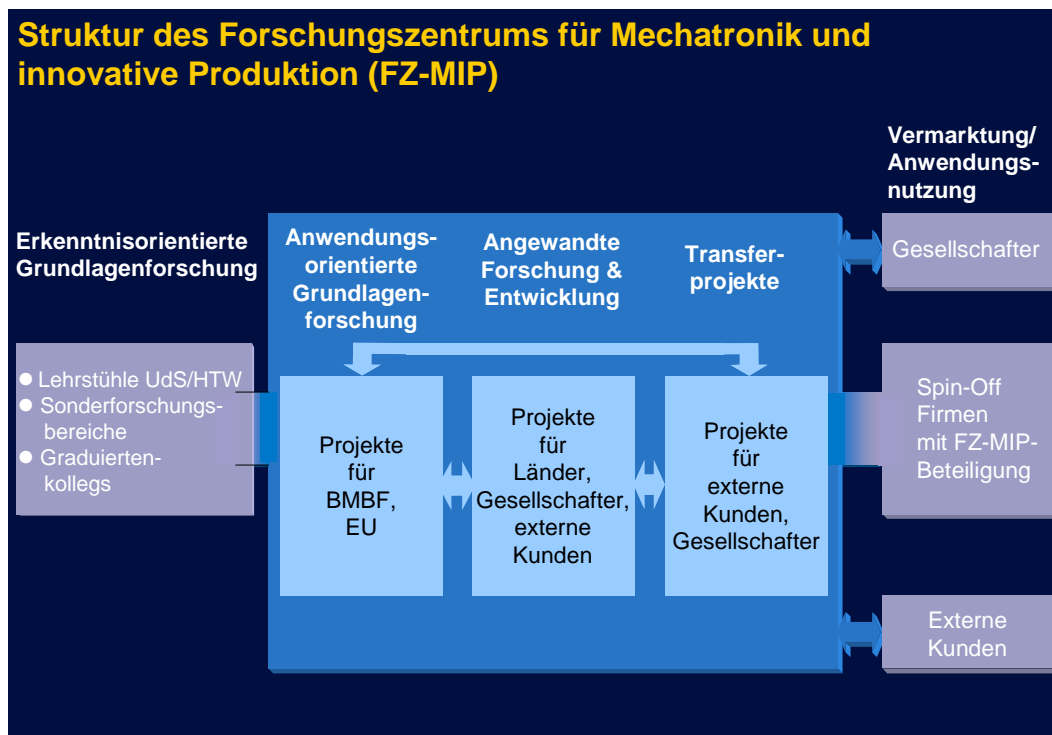 Struktur des Forschungszentrums für Mechatronik und
innovative Produktion (FZ-MIP)
Erkenntnisorientierte
Grundlagenforschung
● Lehrstühle UdS/HTW
● Sonderforschungs-
bereiche
● Graduierten-
kollegs
Anwendungs-
orientierte
Grundlagen-
forschung
Projekte
für
BMBF,
EU
Angewandte
Forschung &
Entwicklung
Projekte
für
Länder,
Gesellschafter,
externe
Kunden
Transfer-
projekte
Projekte
für
externe
Kunden,
Gesellschafter
Vermarktung/
Anwendungs-
nutzung
Gesellschafter
Spin-Off
Firmen
mit FZ-MIP-
Beteiligung
Externe
Kunden